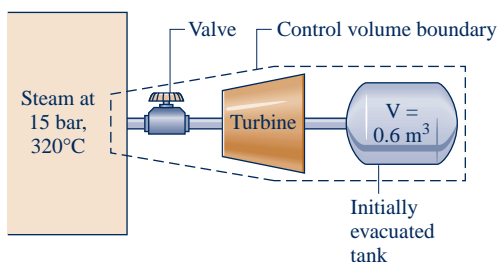 Valve
Control volume boundary
Steam at
15 bar,
320°C
Turbine
V =
0.6 m³
Initially
evacuated
tank